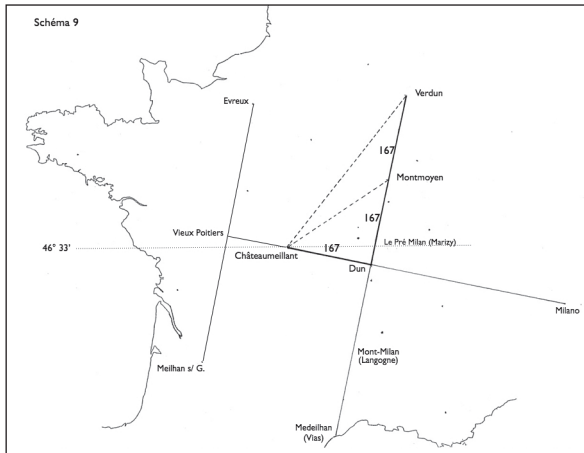 Schéma 9
Evreux
Verdun
167
Montmoyen
167
Vieux Poitiers
46° 33'
167
Le Pré Milan (Marizy)
Châteaumeillant
Dun
Milano
Mont-Milan
(Langogne)
Meilhan s/ G.
Medeilhan
(Vias)